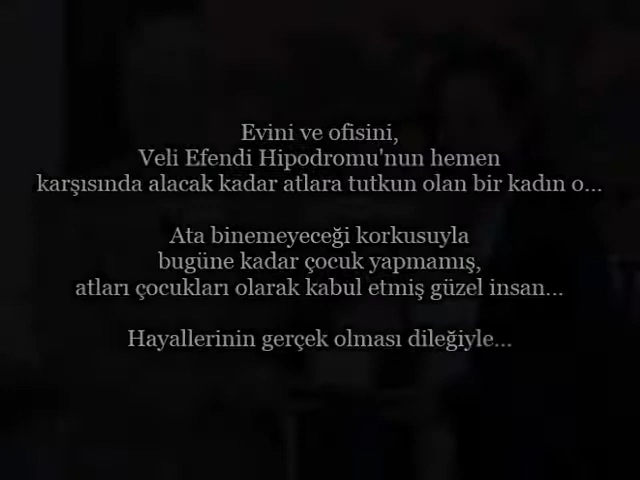 Evini ve ofisini,
Veli Efendi Hipodromu'nun hemen
karşısında alacak kadar atlara tutkun olan bir kadın o...
Ata binemeyeceği korkusuyla
bugüne kadar çocuk yapmamış,
atları çocukları olarak kabul etmiş güzel insan...
Hayallerinin gerçek olması dileğiyle...